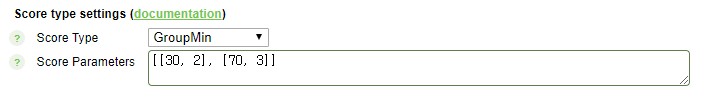 Score type settings (documentation)
? Score Type GroupMin
? Score Parameters [[30, 2], [70, 3]]